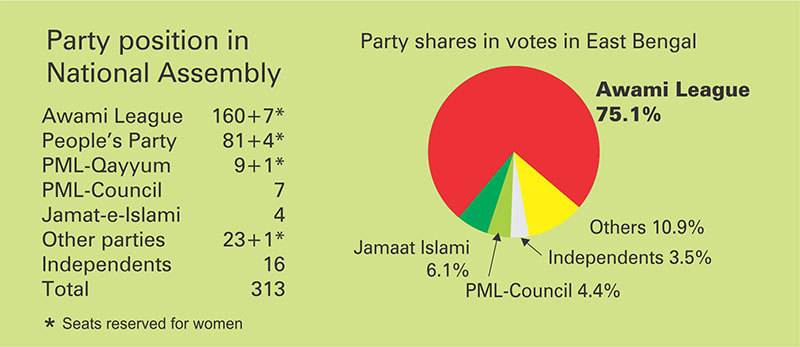 Party position in
National Assembly
Awami League 160+7*
People's Party 81+4*
PML-Qayyum 9+1*
PML-Council 7
Jamat-e-Islami 4
Other parties 23+1*
Independents 16
Total 313
* Seats reserved for women
Party shares in votes in East Bengal
Awami League
75.1%
Others 10.9%
Independents 3.5%
PML-Council 4.4%
Jamaat Islami
6.1%